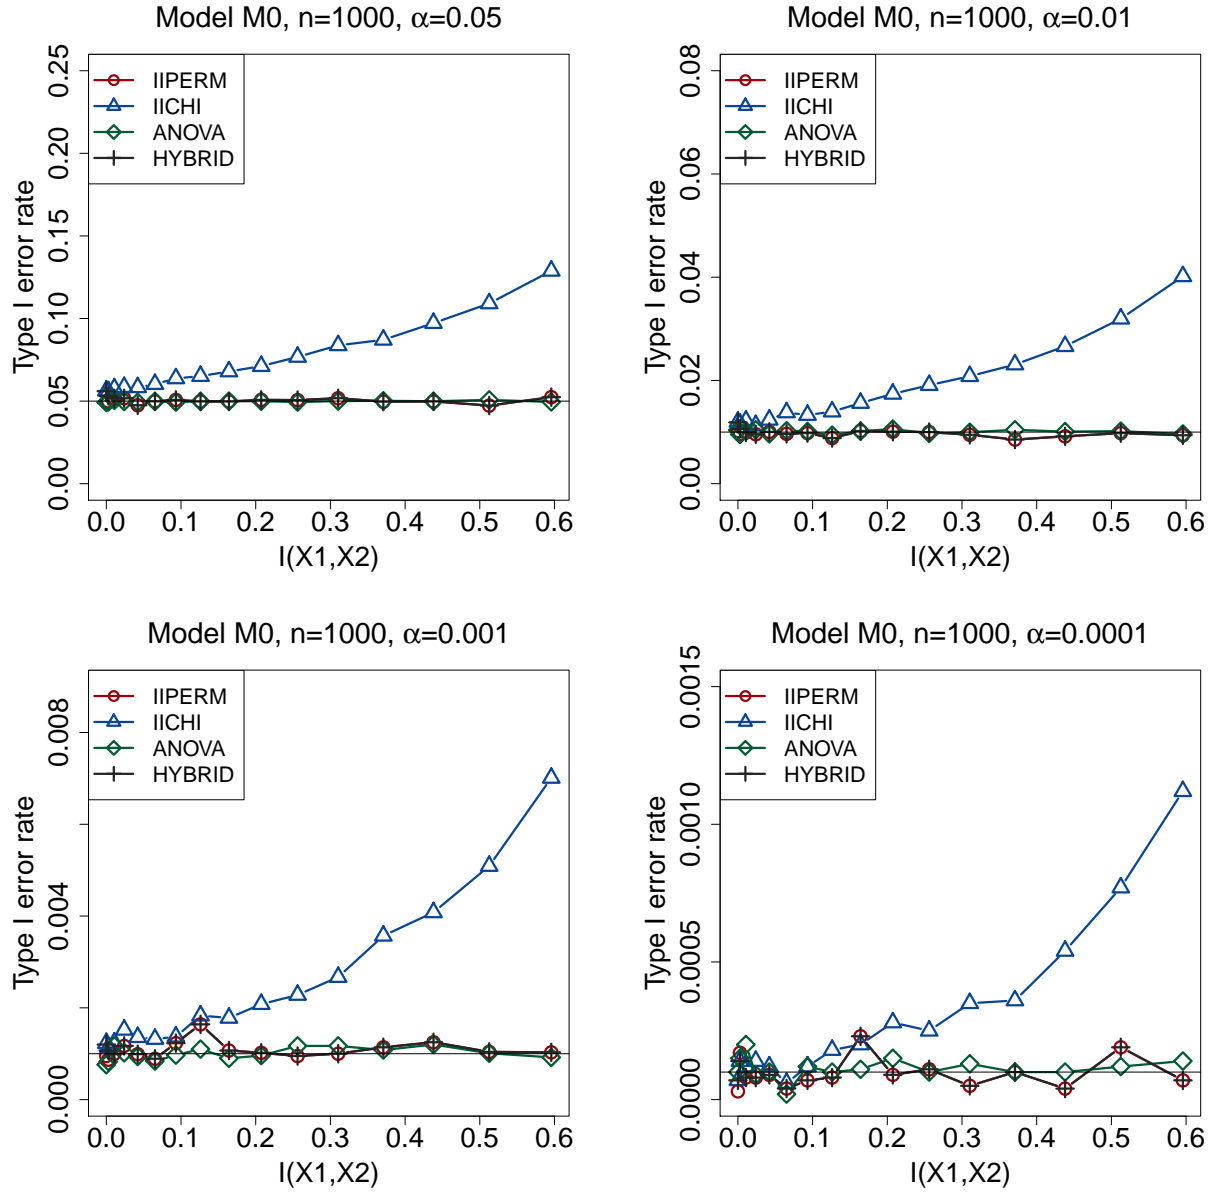 Model M0, n=1000, α=0.05
Type I error rate
0.25
0.20
0.15
0.10
0.05
0.00
IIPERM
IICHI
ANOVA
HYBRID
0.0 0.1 0.2 0.3 0.4 0.5 0.6
I(X1,X2)
Model M0, n=1000, α=0.01
Type I error rate
0.08
0.06
0.04
0.02
0.00
IIPERM
IICHI
ANOVA
HYBRID
0.0 0.1 0.2 0.3 0.4 0.5 0.6
I(X1,X2)
Model M0, n=1000, α=0.001
Type I error rate
0.008
0.004
0.000
IIPERM
IICHI
ANOVA
HYBRID
0.0 0.1 0.2 0.3 0.4 0.5 0.6
I(X1,X2)
Model M0, n=1000, α=0.0001
Type I error rate
0.0015
0.0010
0.0005
0.0000
IIPERM
IICHI
ANOVA
HYBRID
0.0 0.1 0.2 0.3 0.4 0.5 0.6
I(X1,X2)